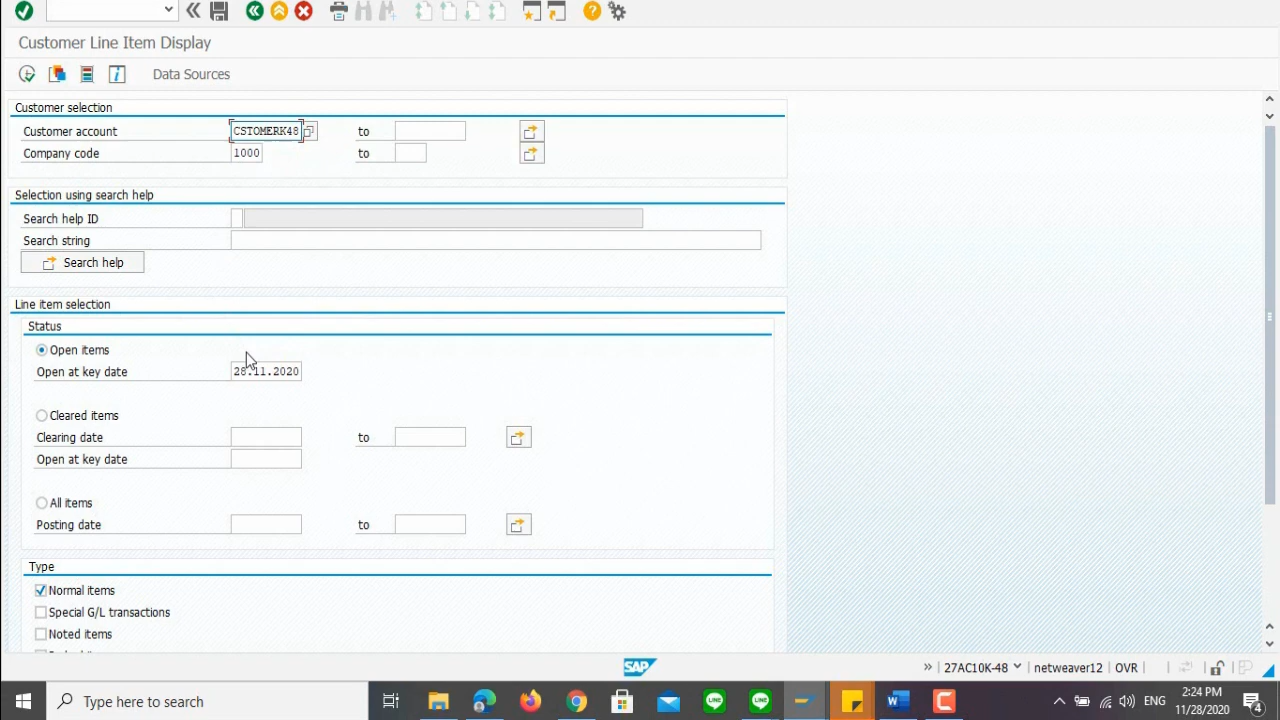 Customer Line Item Display
Data Sources
Customer selection
Customer account CSTOMERK48 to
Company code 1000 to
Selection using search help
Search help ID
Search string
Search help
Line item selection
Status
Open items
Open at key date 28.11.2020
Cleared items
Clearing date to
Open at key date
All items
Posting date to
Type
Normal items
Special G/L transactions
Noted items
SAP
27AC10K-48 netweaver12 OVR
Type here to search
ENG
2:24 PM
11/28/2020
4